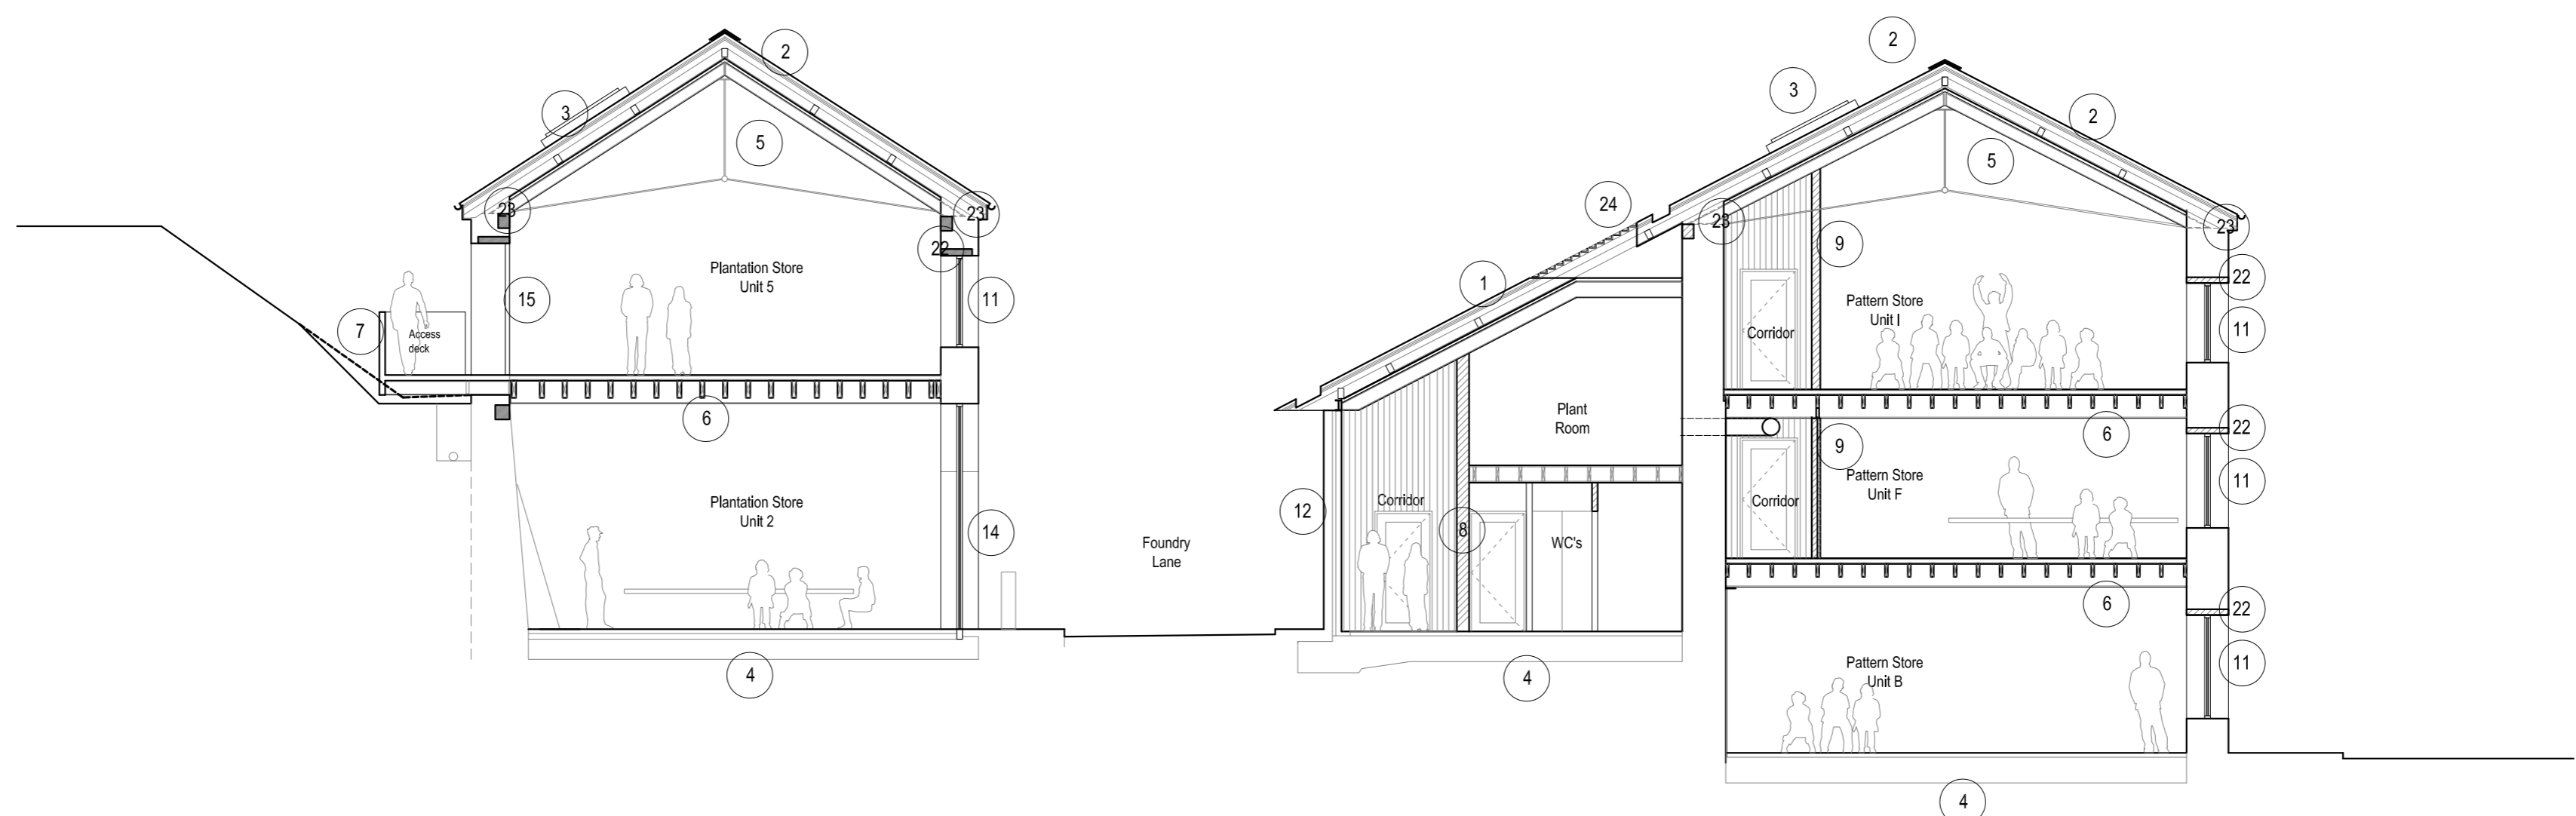 2
3
5
23
23
22
Plantation Store
Unit 5
15
11
7
Access
deck
6
Plantation Store
Unit 2
14
4
Foundry
Lane
2
3
2
5
24
23
23
9
22
1
Pattern Store
Unit I
11
Corridor
Plant
Room
6
22
9
Pattern Store
Unit F
11
Corridor
Corridor
12
8
WC's
6
22
Pattern Store
Unit B
11
4
4